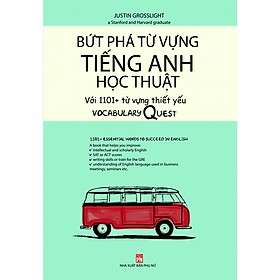 JUSTIN GROSSLIGHT
a Stanford and Harvard graduate
BỨT PHÁ TỪ VỰNG
TIẾNG ANH
HỌC THUẬT
Với 1101+ từ vựng thiết yếu
VOCABULARY QUEST
1101+ ESSENTIAL WORDS TO SUCCEED IN ENGLISH
A book that helps you improve:
✓ intellectual and scholarly English
✓ SAT or ACT scores
✓ writing skills or train for the GRE
✓ understanding of English language used in business
meetings, seminars etc.
NHÀ XUẤT BẢN PHỤ NỮ